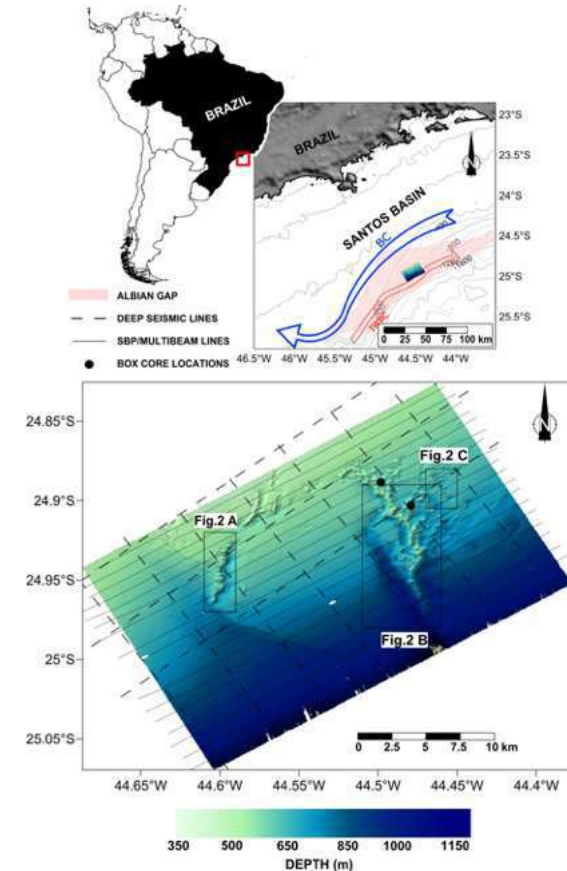 BRAZIL
23°S
BRAZIL
N
23.5°S
24°S
SANTOS BASIN
24.5°S
BC
25°S
25.5°S
0 25 50 75 100 km
46.5°W 46°W 45.5°W 45°W 44.5°W 44°W
ALBIAN GAP
DEEP SEISMIC LINES
SBP/MULTIBEAM LINES
BOX CORE LOCATIONS
24.85°S
N
Fig.2 C
24.9°S
Fig.2 A
24.95°S
Fig.2 B
25°S
25.05°S
0 2.5 5 7.5 10 km
44.65°W 44.6°W 44.55°W 44.5°W 44.45°W 44.4°W
350 500 650 850 1000 1150
DEPTH (m)